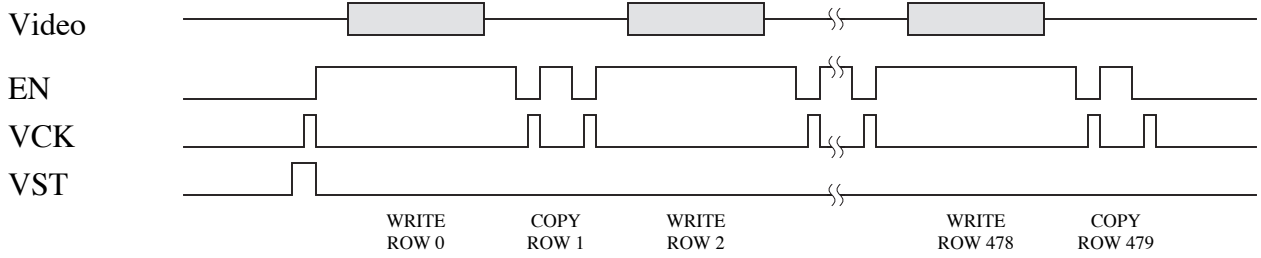 Video
EN
VCK
VST
WRITE
ROW 0
COPY
ROW 1
WRITE
ROW 2
WRITE
ROW 478
COPY
ROW 479